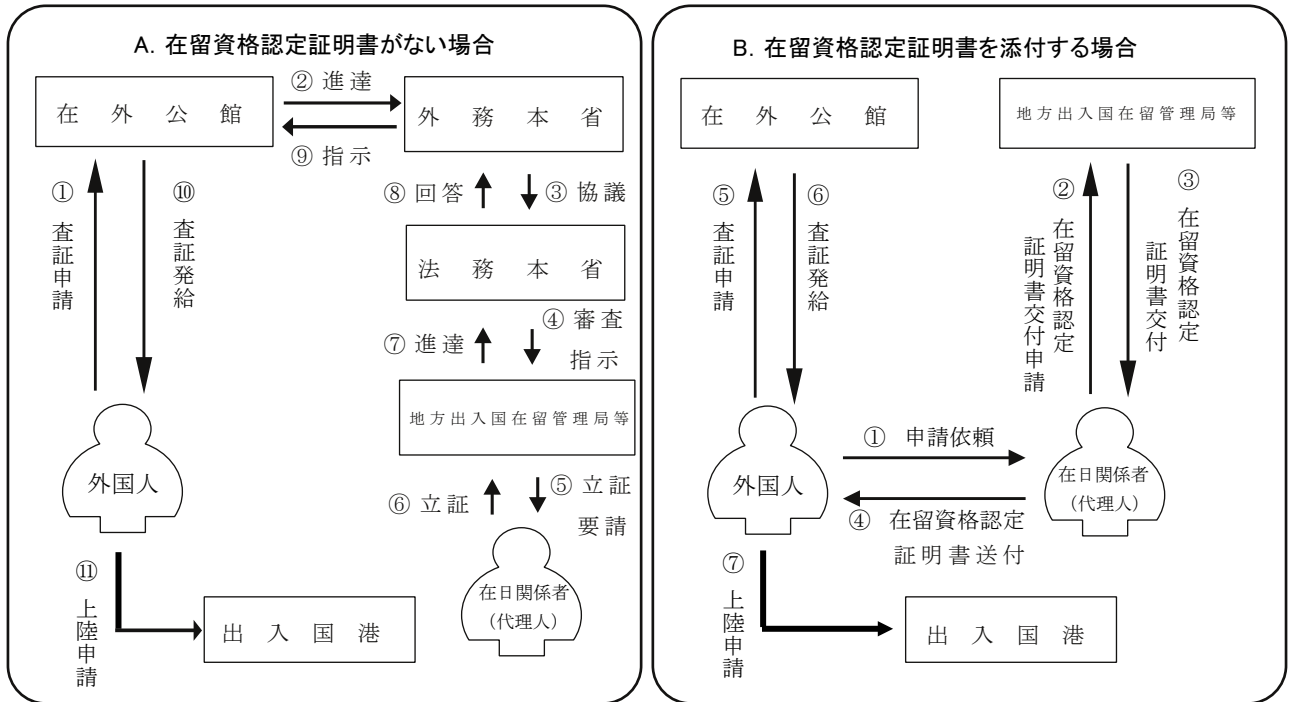 A. 在留資格認定証明書がない場合
在外公館
② 進達
外務本省
⑨ 指示
① 査証申請
⑩ 査証発給
⑧ 回答
③ 協議
法務本省
⑦ 進達
④ 審査
指示
地方出入国在留管理局等
外国人
⑥ 立証
⑤ 立証
要請
在日関係者
(代理人)
⑪ 上陸申請
出入国港
B. 在留資格認定証明書を添付する場合
在外公館
地方出入国在留管理局等
⑤ 査証申請
⑥ 査証発給
② 在留資格認定
証明書交付申請
③ 在留資格認定
証明書交付
外国人
① 申請依頼
在日関係者
(代理人)
④ 在留資格認定
証明書送付
⑦ 上陸申請
出入国港